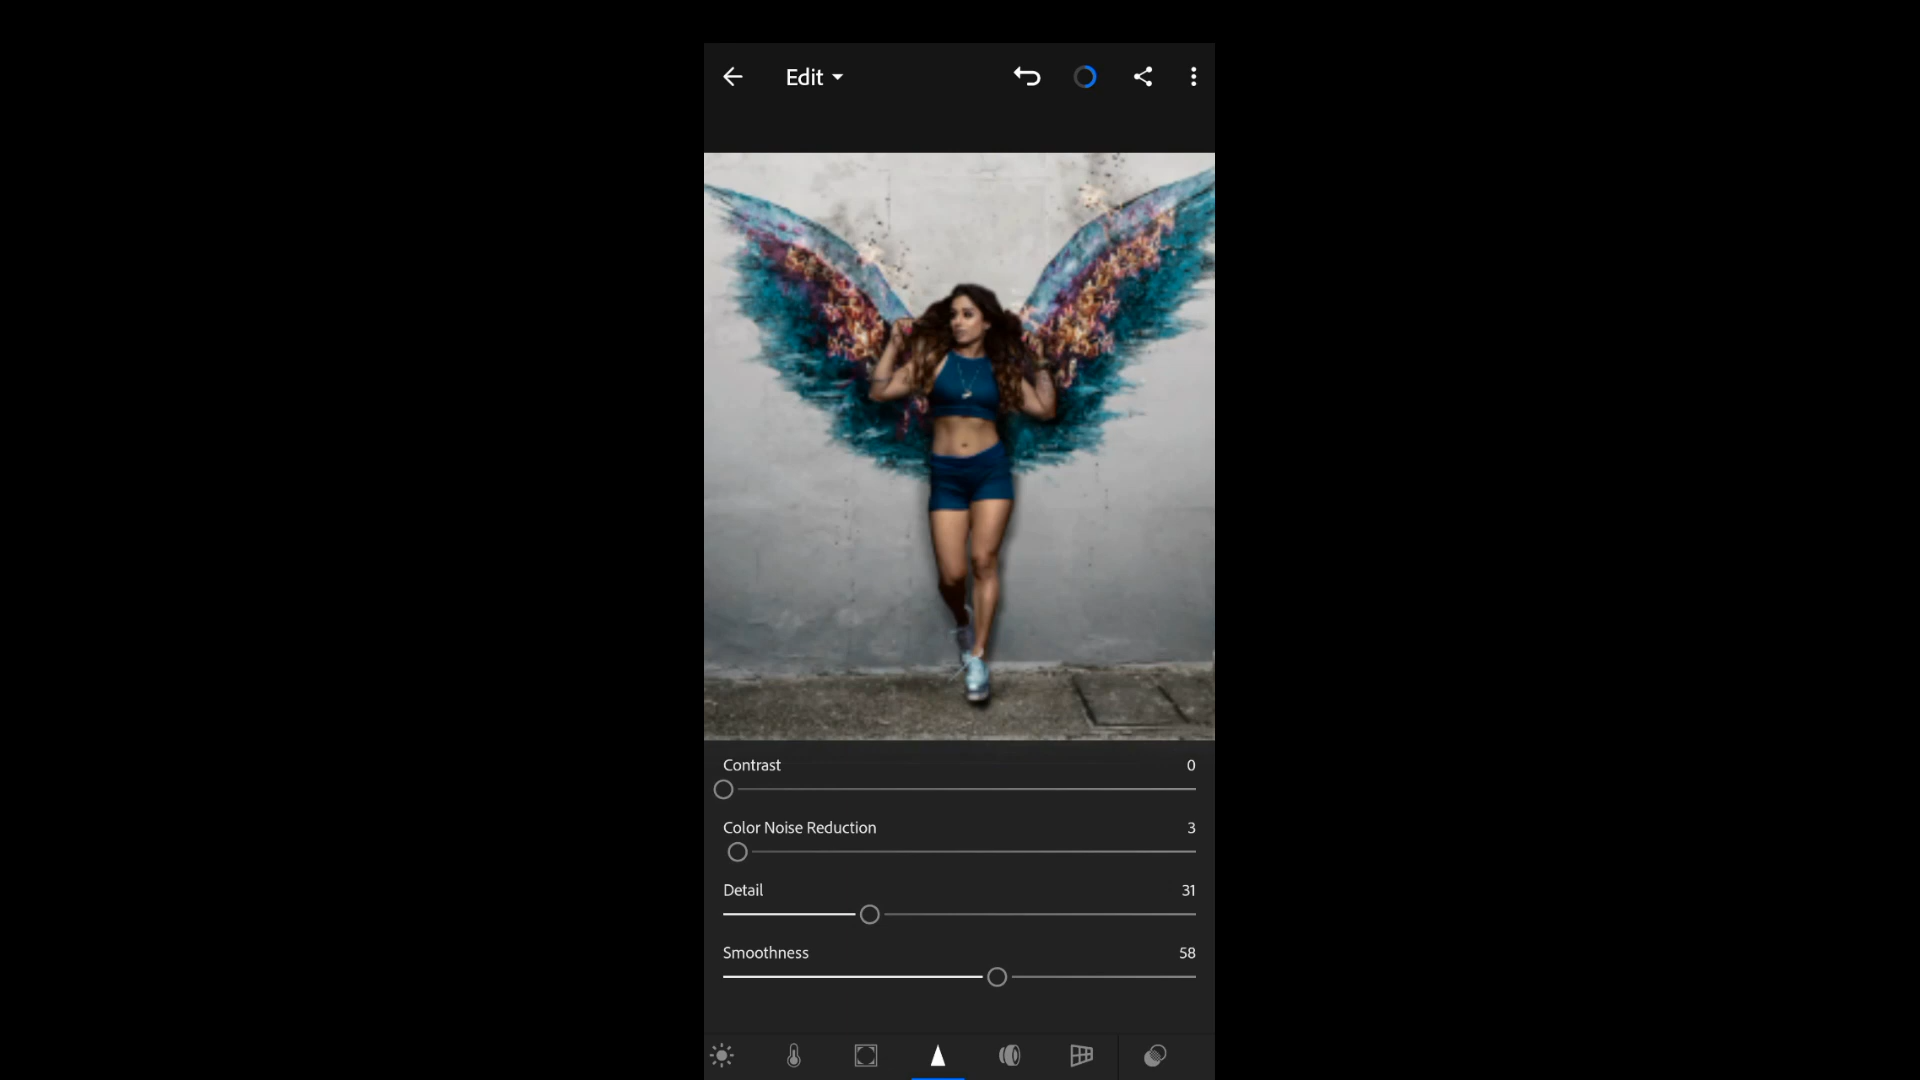 Edit
Contrast 0
Color Noise Reduction 3
Detail 31
Smoothness 58